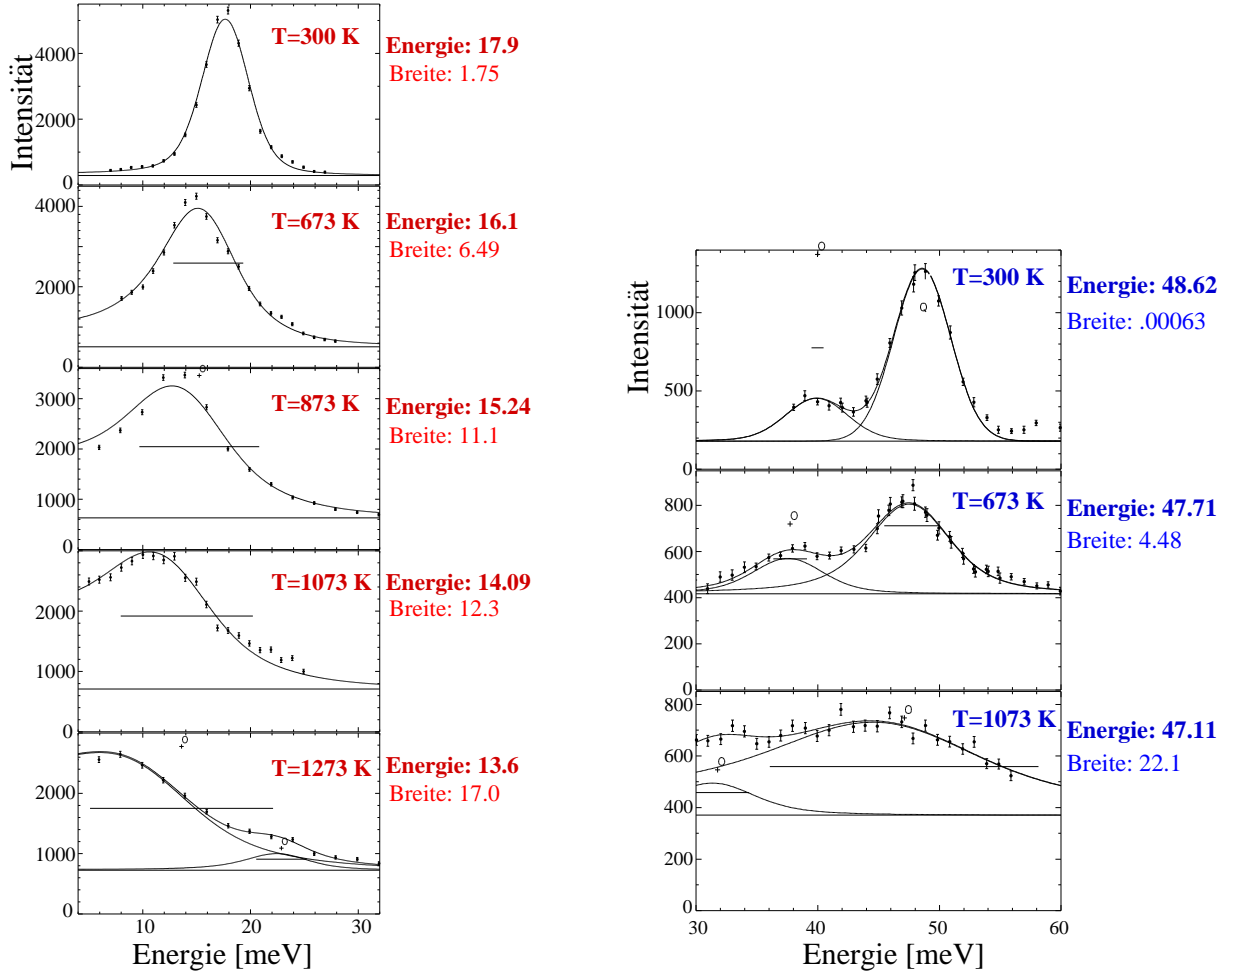 T=300 K
Energie: 17.9
Breite: 1.75
Intensität
4000
2000
0
T=673 K
Energie: 16.1
Breite: 6.49
4000
2000
0
T=873 K
Energie: 15.24
Breite: 11.1
3000
2000
1000
0
T=1073 K
Energie: 14.09
Breite: 12.3
2000
1000
0
T=1273 K
Energie: 13.6
Breite: 17.0
2000
1000
0
10 20 30
Energie [meV]
T=300 K
Energie: 48.62
Breite: .00063
Intensität
1000
500
0
T=673 K
Energie: 47.71
Breite: 4.48
800
600
400
200
0
T=1073 K
Energie: 47.11
Breite: 22.1
800
600
400
200
0
30 40 50 60
Energie [meV]